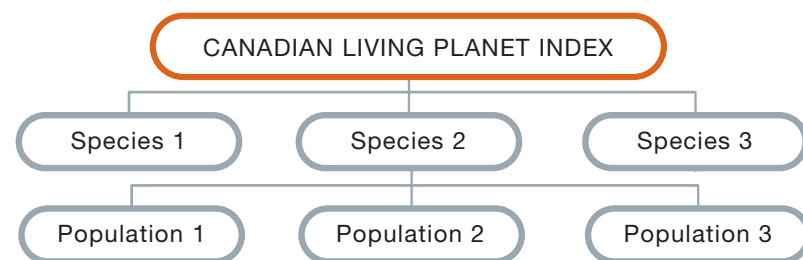 CANADIAN LIVING PLANET INDEX
Species 1
Species 2
Species 3
Population 1
Population 2
Population 3